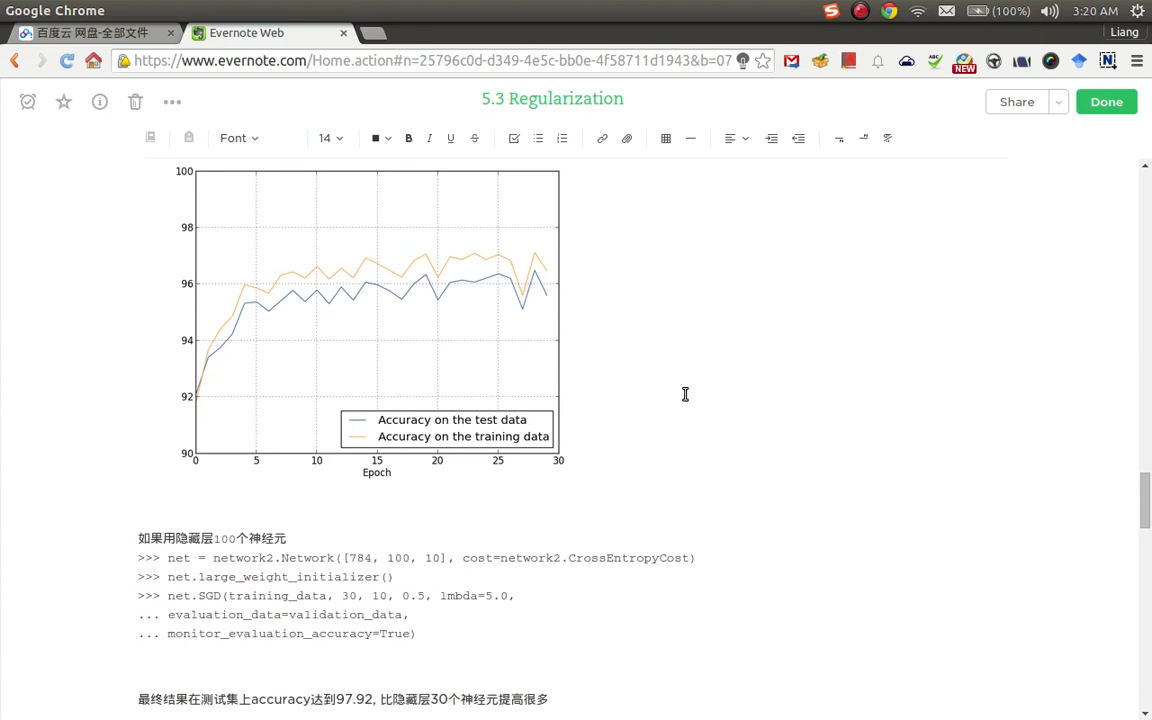 Google Chrome
(100%)
3:20 AM
百度云 网盘-全部文件
Evernote Web
Liang
https://www.evernote.com/Home.action#n=25796c0d-d349-4e5c-bb0e-4f58711d1943&b=07
NEW
5.3 Regularization
Share
Done
Font
14
B
I
U
100
98
96
94
92
90
Accuracy on the test data
Accuracy on the training data
0 5 10 15 20 25 30
Epoch
如果用隐藏层100个神经元
>>> net = network2.Network([784, 100, 10], cost=network2.CrossEntropyCost)
>>> net.large_weight_initializer()
>>> net.SGD(training_data, 30, 10, 0.5, lmbda=5.0,
... evaluation_data=validation_data,
... monitor_evaluation_accuracy=True)
最终结果在测试集上accuracy达到97.92, 比隐藏层30个神经元提高很多